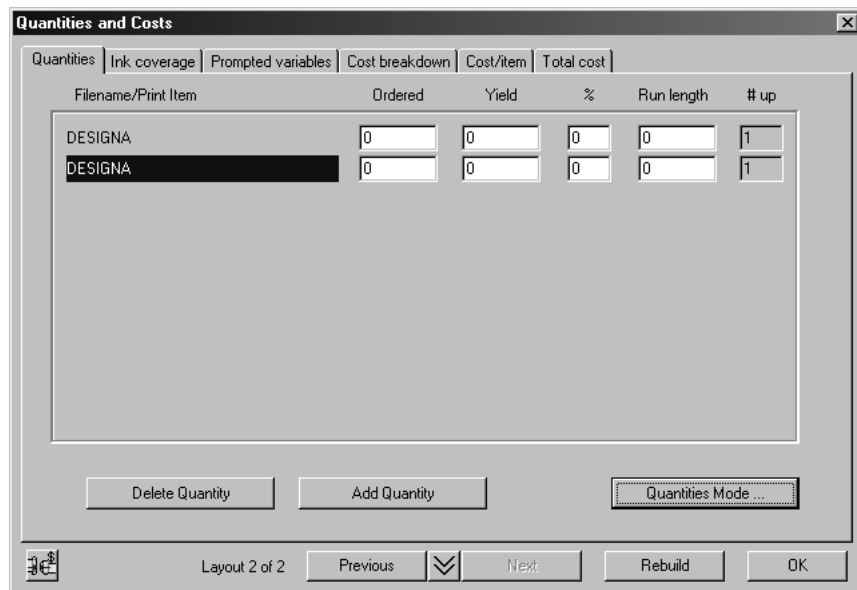 Quantities and Costs
Quantities Ink coverage Prompted variables Cost breakdown Cost/item Total cost
Filename/Print Item Ordered Yield % Run length # up
DESIGNA 0 0 0 0 1
DESIGNA 0 0 0 0 1
Delete Quantity Add Quantity Quantities Mode ...
Layout 2 of 2 Previous Next Rebuild OK